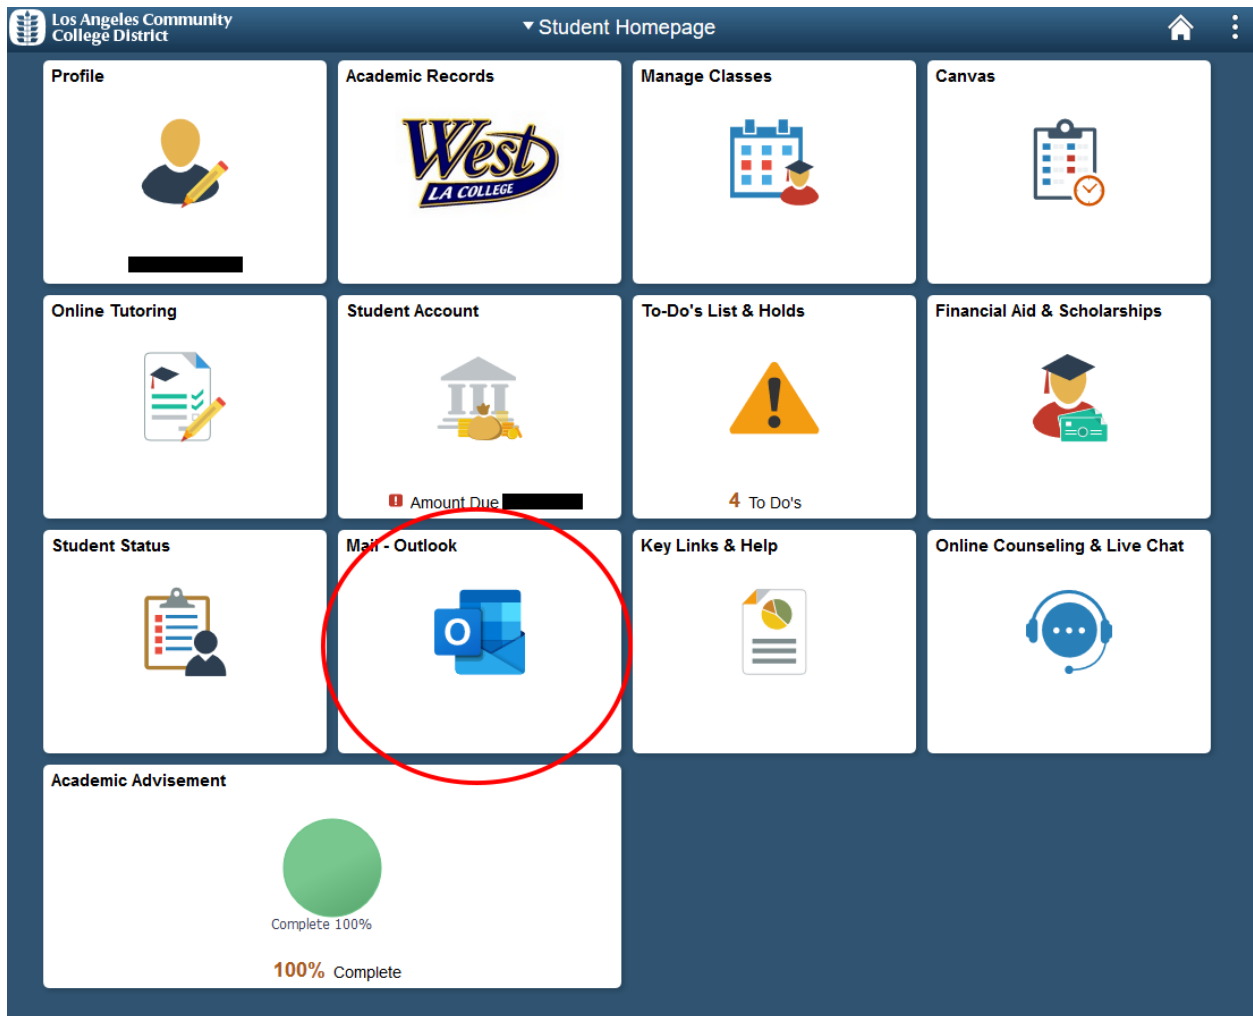 Los Angeles Community
College District
Student Homepage
Profile
Academic Records
Manage Classes
Canvas
West
LA COLLEGE
Online Tutoring
Student Account
To-Do's List & Holds
Financial Aid & Scholarships
Amount Due
4 To Do's
Student Status
Mail - Outlook
Key Links & Help
Online Counseling & Live Chat
O
Academic Advisement
Complete 100%
100% Complete